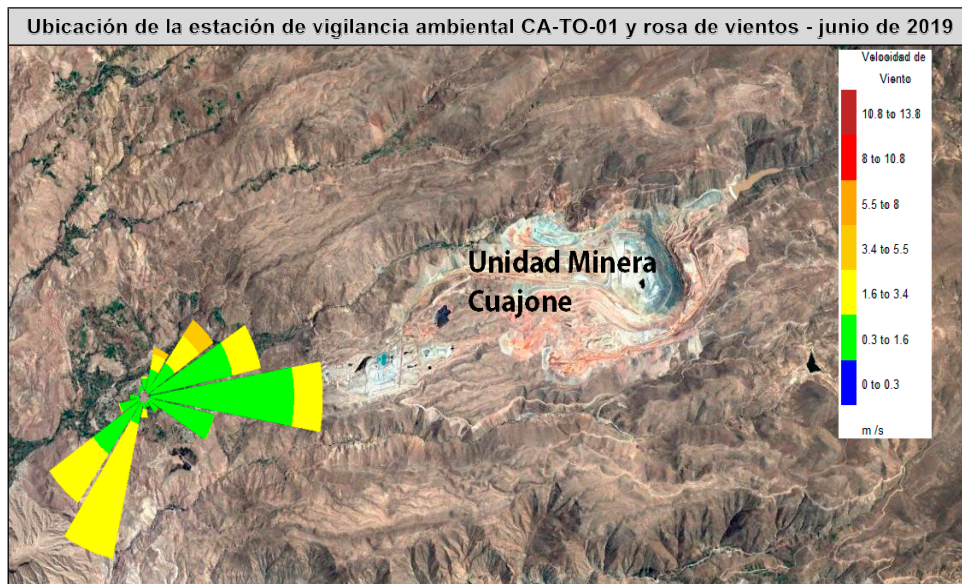 Ubicación de la estación de vigilancia ambiental CA-TO-01 y rosa de vientos - junio de 2019
Velocidad de
Viento
10.8 to 13.8
8 to 10.8
5.5 to 8
3.4 to 5.5
1.6 to 3.4
0.3 to 1.6
0 to 0.3
m /s
Unidad Minera
Cuajone